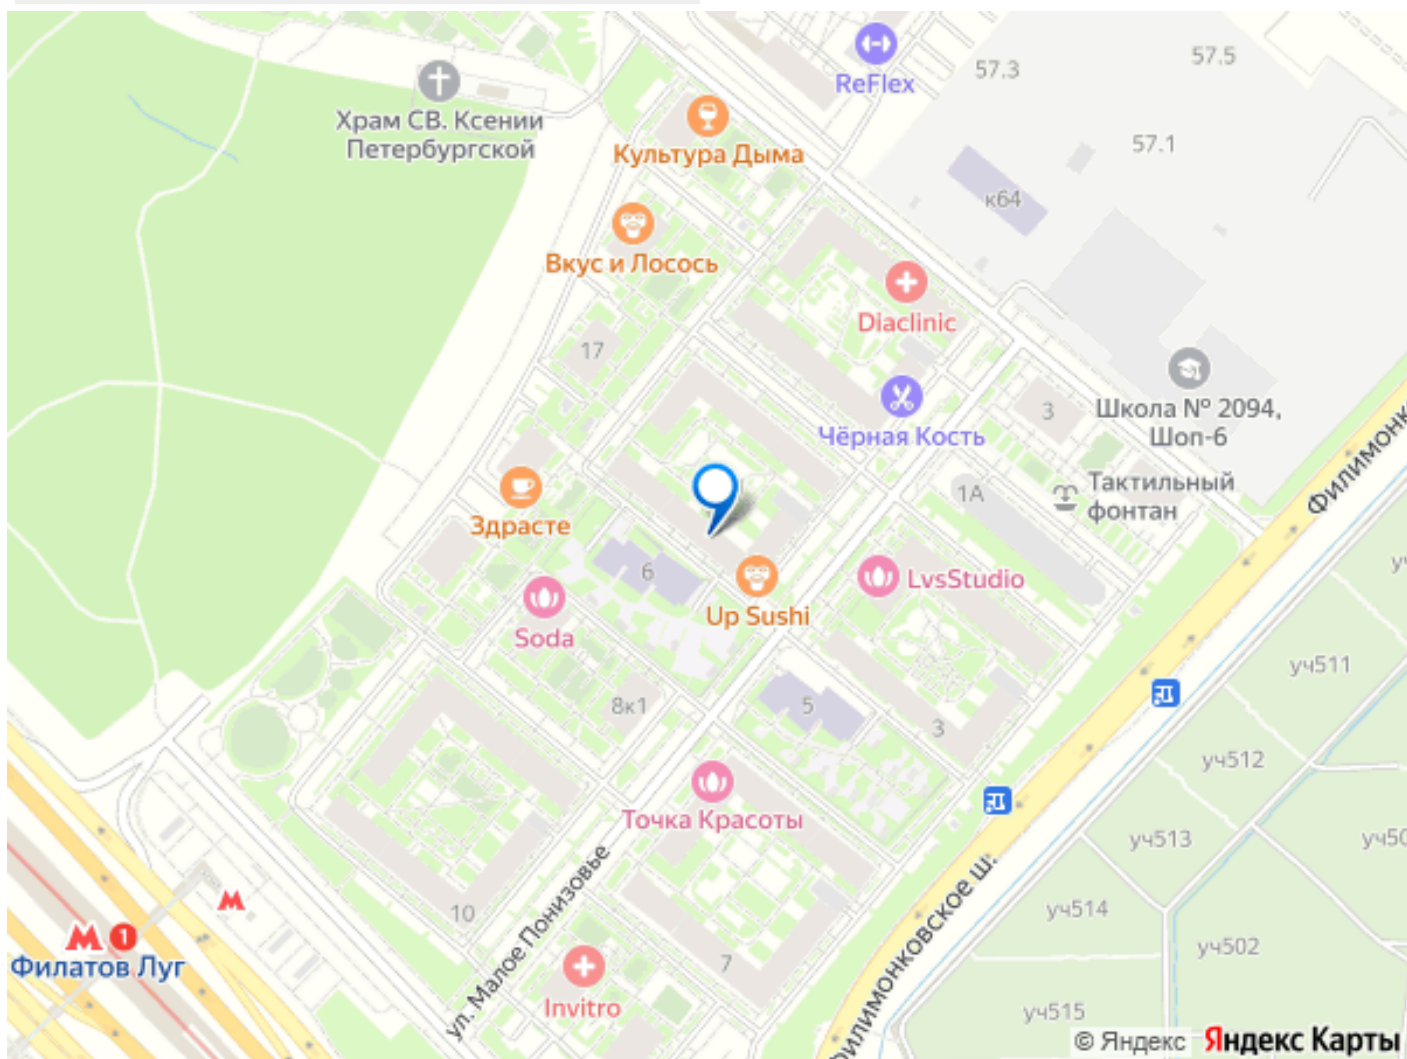 ReFlex
57.3
57.5
57.1
Храм СВ. Ксении
Петербургской
Культура Дыма
к64
Вкус и Лосось
Diaclinic
17
3
Школа № 2094,
Шоп-6
Чёрная Кость
Филимонк
1А
Тактильный
фонтан
Здрасте
6
Up Sushi
LvsStudio
Soda
уч511
8к1
5
3
уч512
Точка Красоты
уч513
уч50
10
ул. Малое Понизовье
Филимонковское ш.
уч514
М 1
М
Филатов Луг
7
уч502
Invitro
уч515
© Яндекс Яндекс Карты